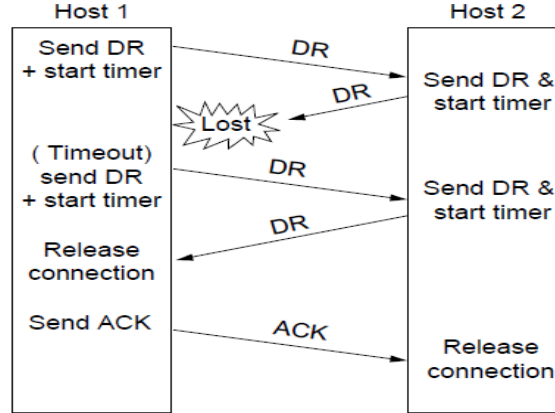 Host 1
Host 2
Send DR
+ start timer
DR
Send DR &
start timer
DR
Lost
( Timeout)
send DR
+ start timer
DR
Send DR &
start timer
DR
Release
connection
Send ACK
ACK
Release
connection